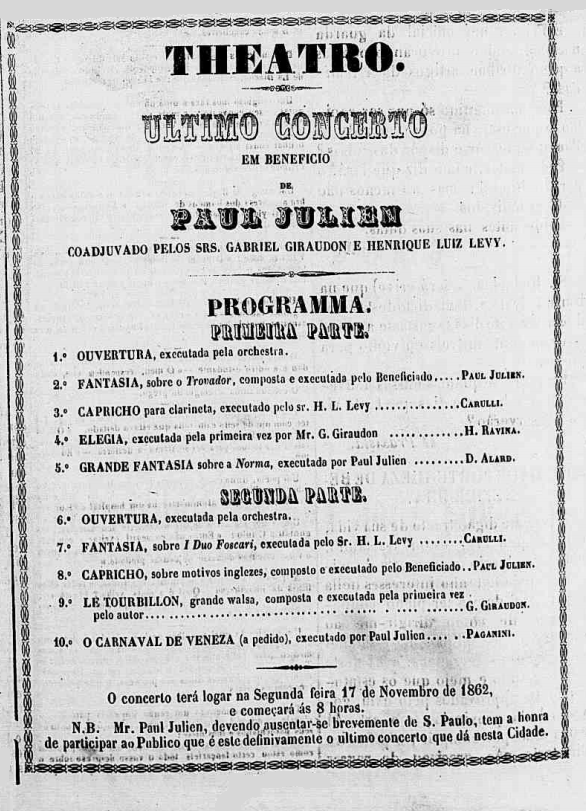 THEATRO.
ULTIMO CONCERTO
EM BENEFICIO
DE
PAUL JULIEN
COADJUVADO PELOS SRS. GABRIEL GIRAUDON E HENRIQUE LUIZ LEVY.
PROGRAMMA.
PRIMEIRA PARTE.
1.º OUVERTURA, executada pela orchestra.
2.º FANTASIA, sobre o Trovador, composta e executada pelo Beneficiado.....PAUL JULIEN.
3.º CAPRICHO para clarineta, executado pelo sr. H. L. Levy ..............CARULLI.
4.º ELEGIA, executada pela primeira vez por Mr. G. Giraudon ............H. RAVINA.
5.º GRANDE FANTASIA sobre a Norma, executada por Paul Julien ........D. ALARD.
SEGUNDA PARTE.
6.º OUVERTURA, executada pela orchestra.
7.º FANTASIA, sobre I Duo Foscari, executada pelo Sr. H. L. Levy ........CARULLI.
8.º CAPRICHO, sobre motivos inglezes, composto e executado pelo Beneficiado..PAUL JULIEN.
9.º LE TOURBILLON, grande walsa, composta e executada pela primeira vez
pelo autor.................................G. GIRAUDON.
10.º O CARNAVAL DE VENEZA (a pedido), executado por Paul Julien.......PAGANINI.
O concerto terá logar na Segunda feira 17 de Novembro de 1862,
e começará ás 8 horas.
N.B. Mr. Paul Julien, devendo ausentar-se brevemente de S. Paulo, tem a honra
de participar ao Publico que é este definivamente o ultimo concerto que dá nesta Cidade.